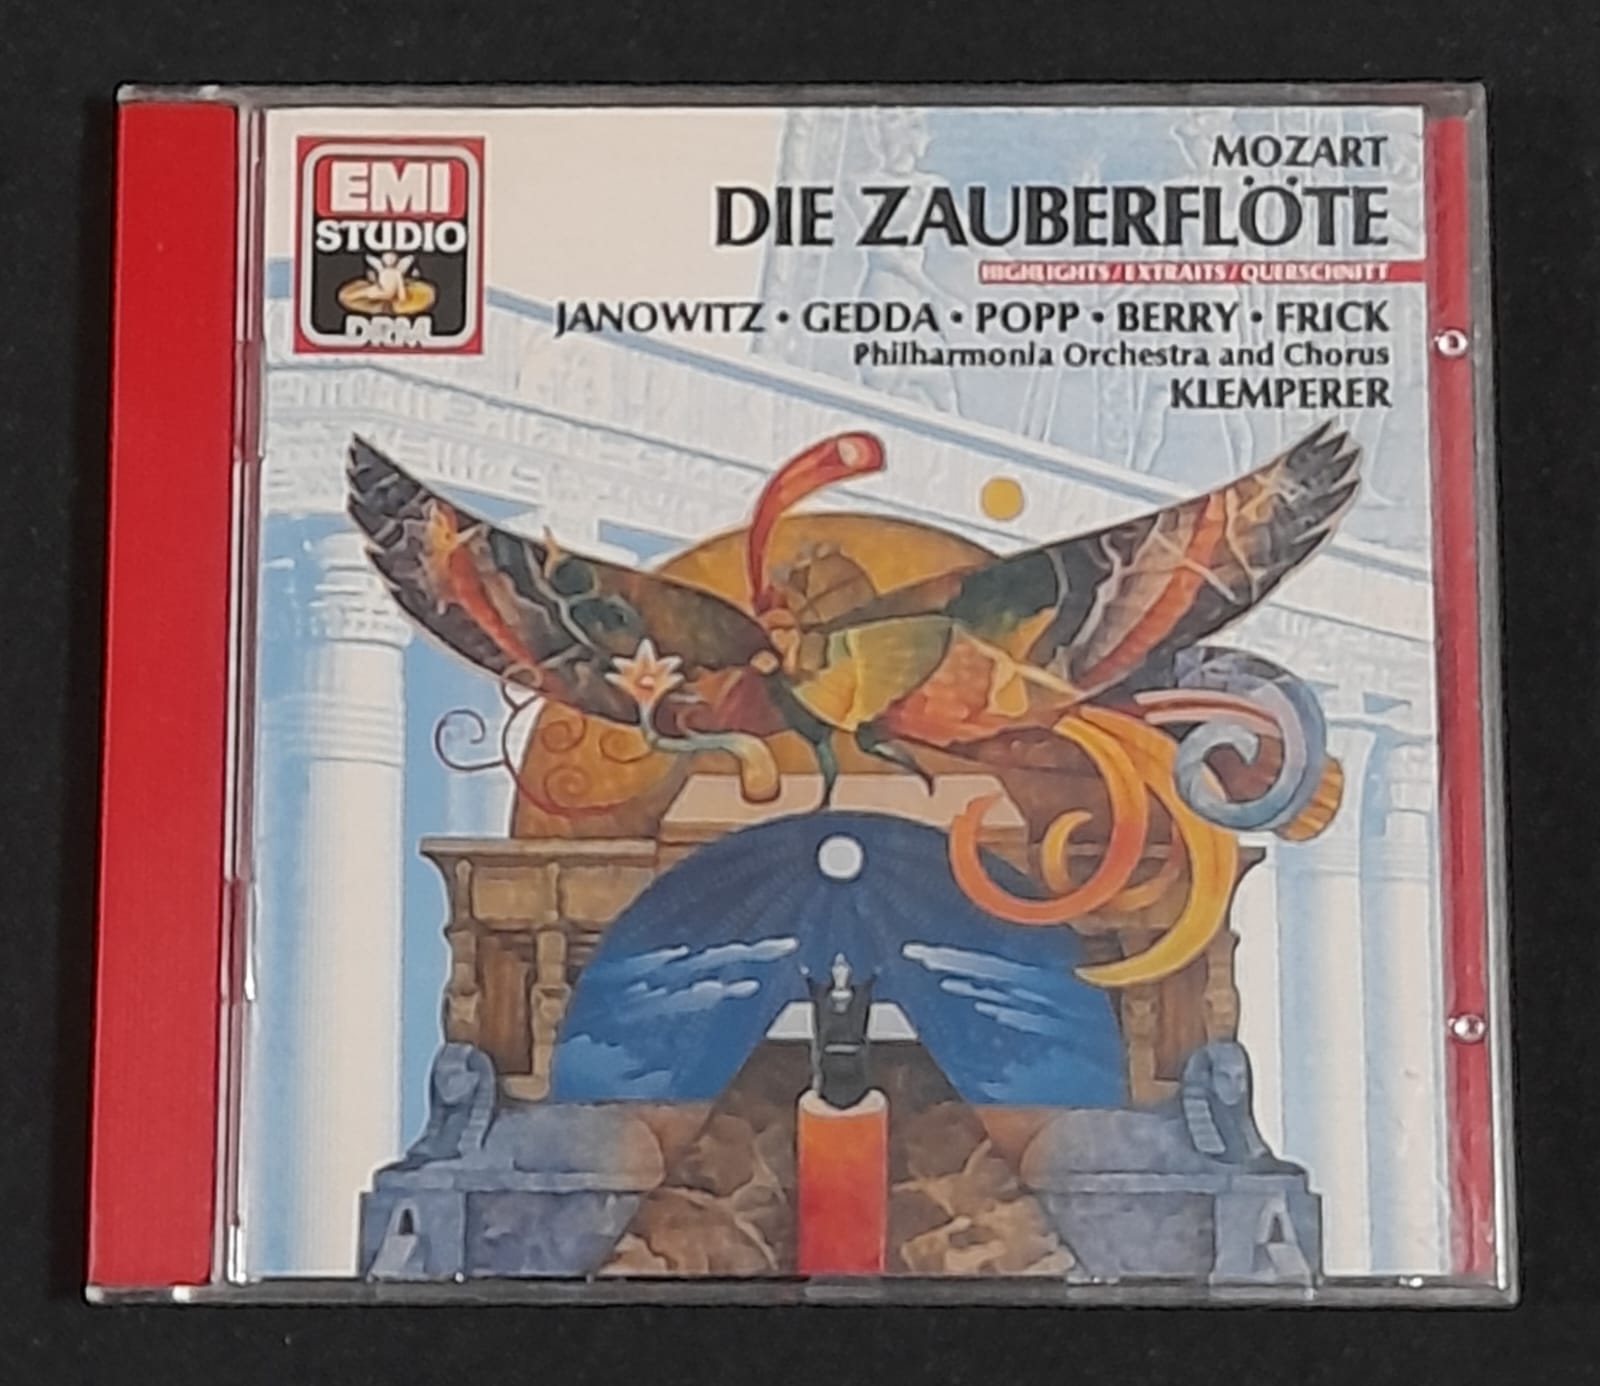 EMI
STUDIO
DRM
MOZART
DIE ZAUBERFLÖTE
HIGHLIGHTS/EXTRAITS/QUERSCHNITT
JANOWITZ • GEDDA • POPP • BERRY • FRICK
Philharmonia Orchestra and Chorus
KLEMPERER